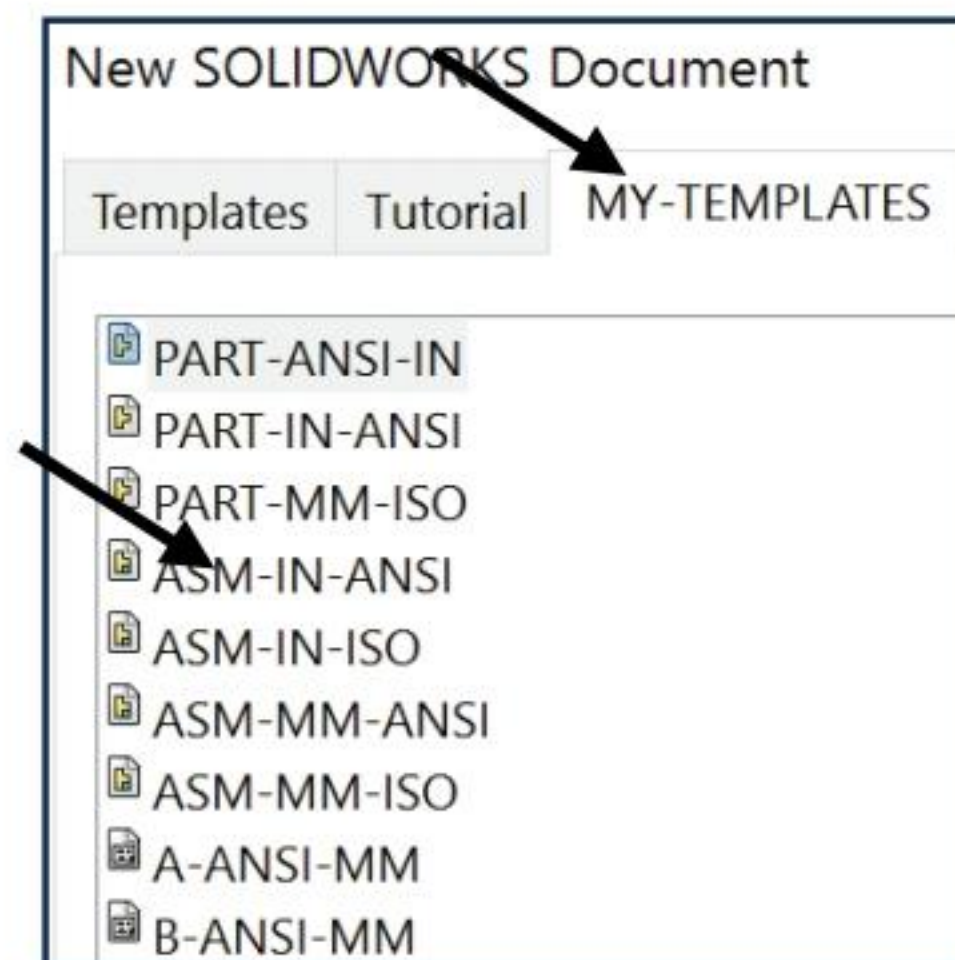 New SOLIDWORKS Document
Templates Tutorial MY-TEMPLATES
PART-ANSI-IN
PART-IN-ANSI
PART-MM-ISO
ASM-IN-ANSI
ASM-IN-ISO
ASM-MM-ANSI
ASM-MM-ISO
A-ANSI-MM
B-ANSI-MM